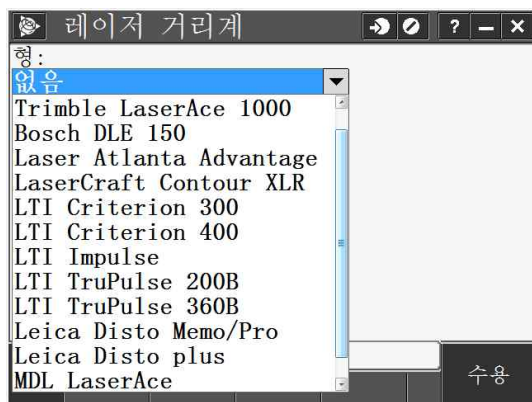 레이저 거리계 ? – ×
형:
없음
Trimble LaserAce 1000
Bosch DLE 150
Laser Atlanta Advantage
LaserCraft Contour XLR
LTI Criterion 300
LTI Criterion 400
LTI Impulse
LTI TruPulse 200B
LTI TruPulse 360B
Leica Disto Memo/Pro
Leica Disto plus
MDL LaserAce
수용